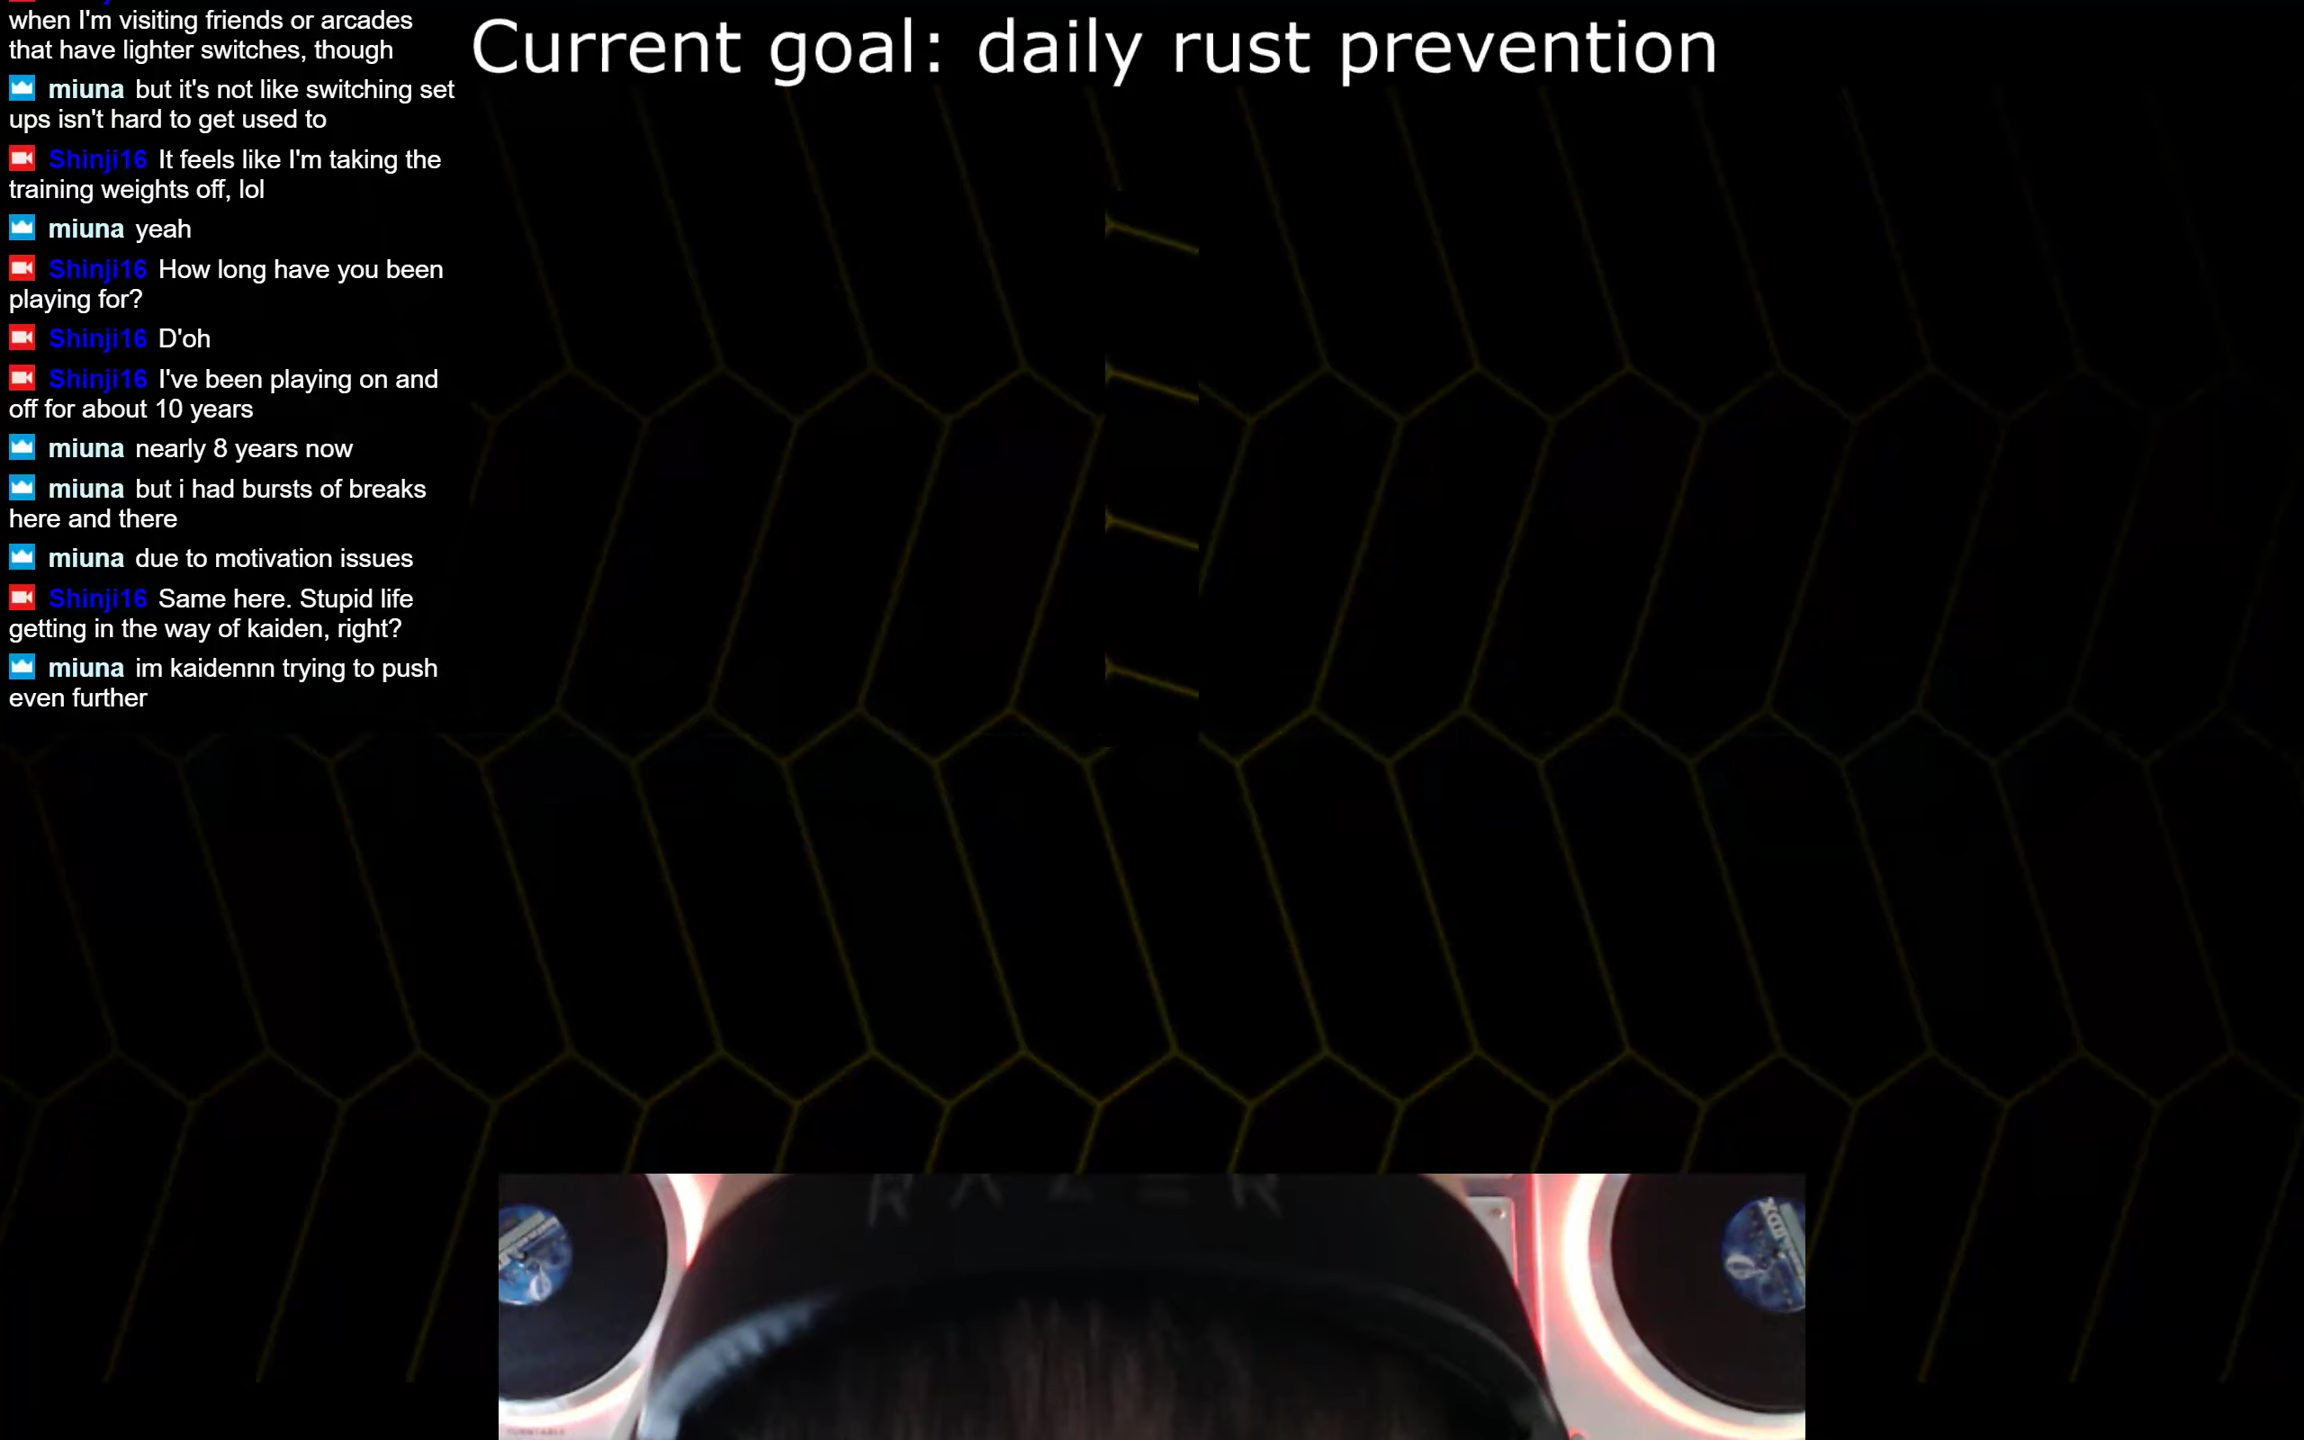 when I'm visiting friends or arcades
that have lighter switches, though
Current goal: daily rust prevention
miuna but it's not like switching set
ups isn't hard to get used to
Shinji16 It feels like I'm taking the
training weights off, lol
miuna yeah
Shinji16 How long have you been
playing for?
Shinji16 D'oh
Shinji16 I've been playing on and
off for about 10 years
miuna nearly 8 years now
miuna but i had bursts of breaks
here and there
miuna due to motivation issues
Shinji16 Same here. Stupid life
getting in the way of kaiden, right?
miuna im kaidennn trying to push
even further
RAZER